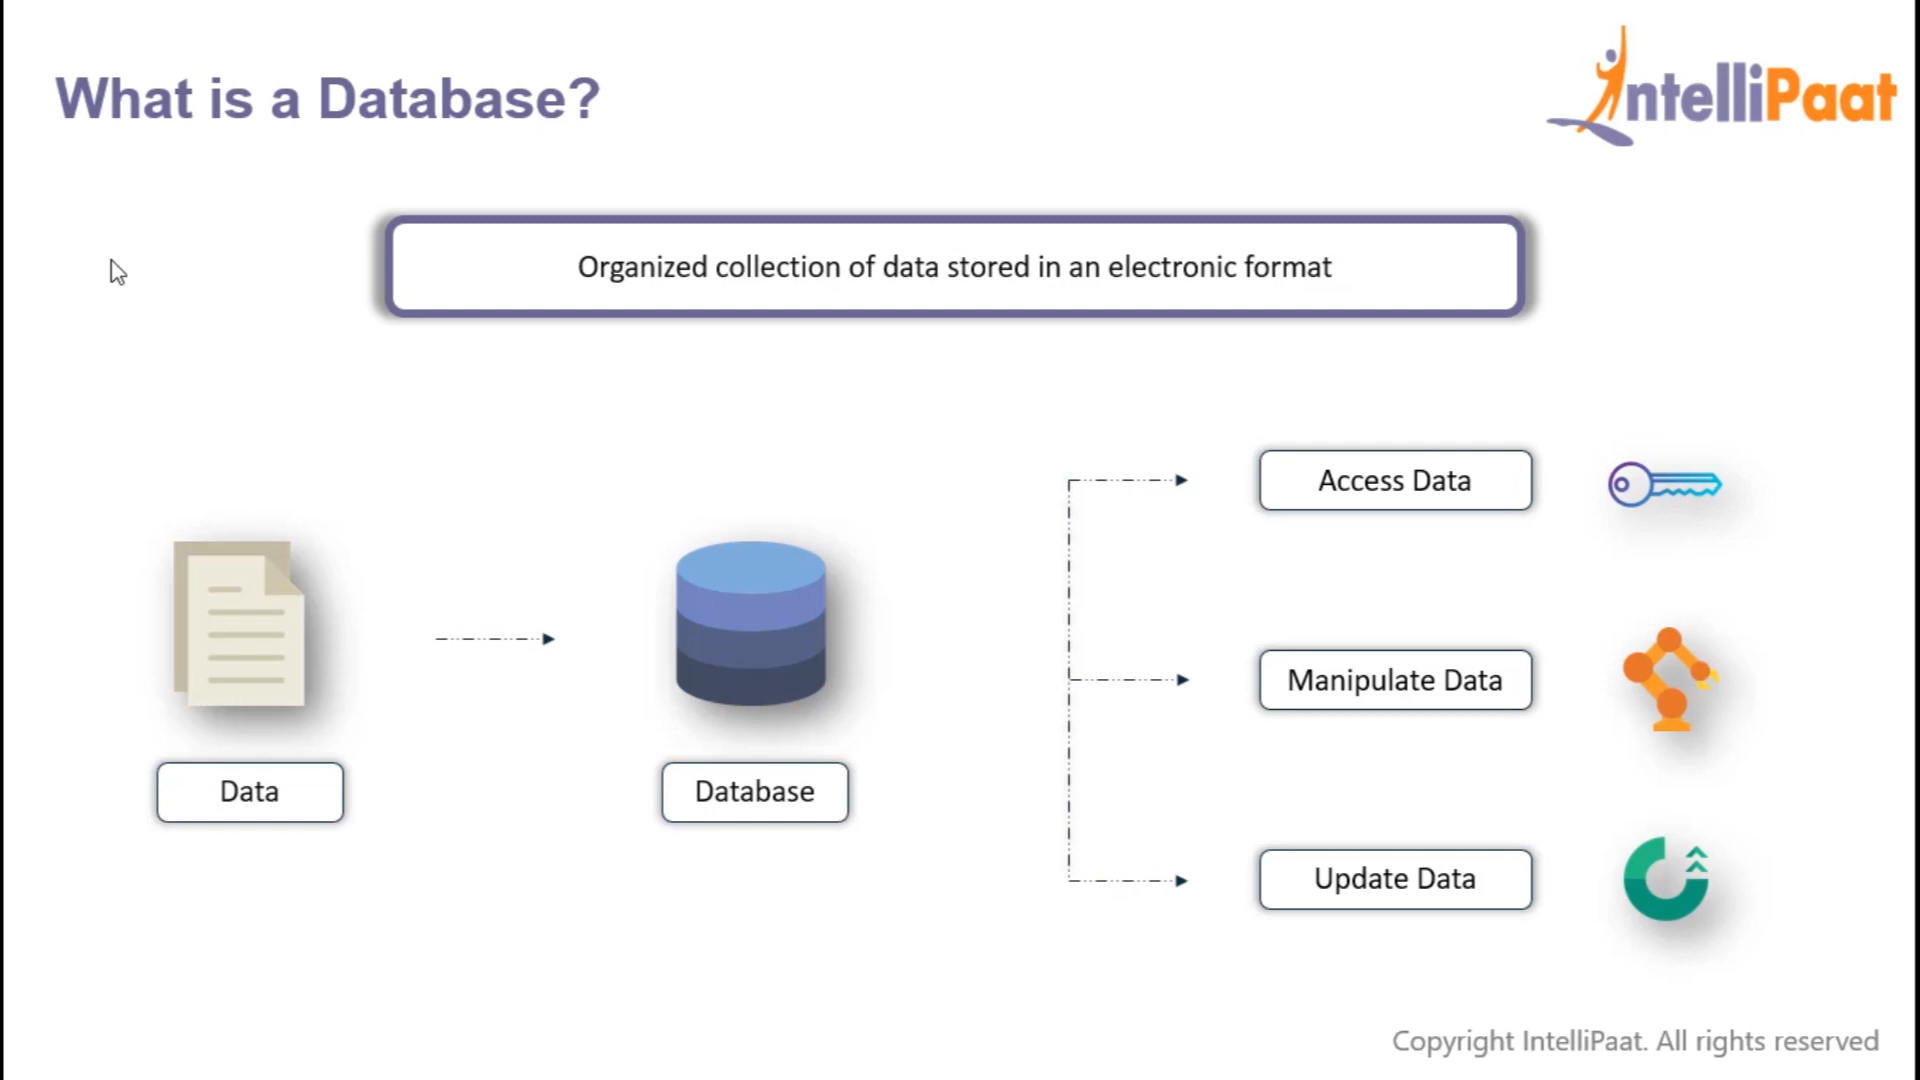 What is a Database?
IntelliPaat
Organized collection of data stored in an electronic format
Access Data
Manipulate Data
Data
Database
Update Data
Copyright IntelliPaat. All rights reserved